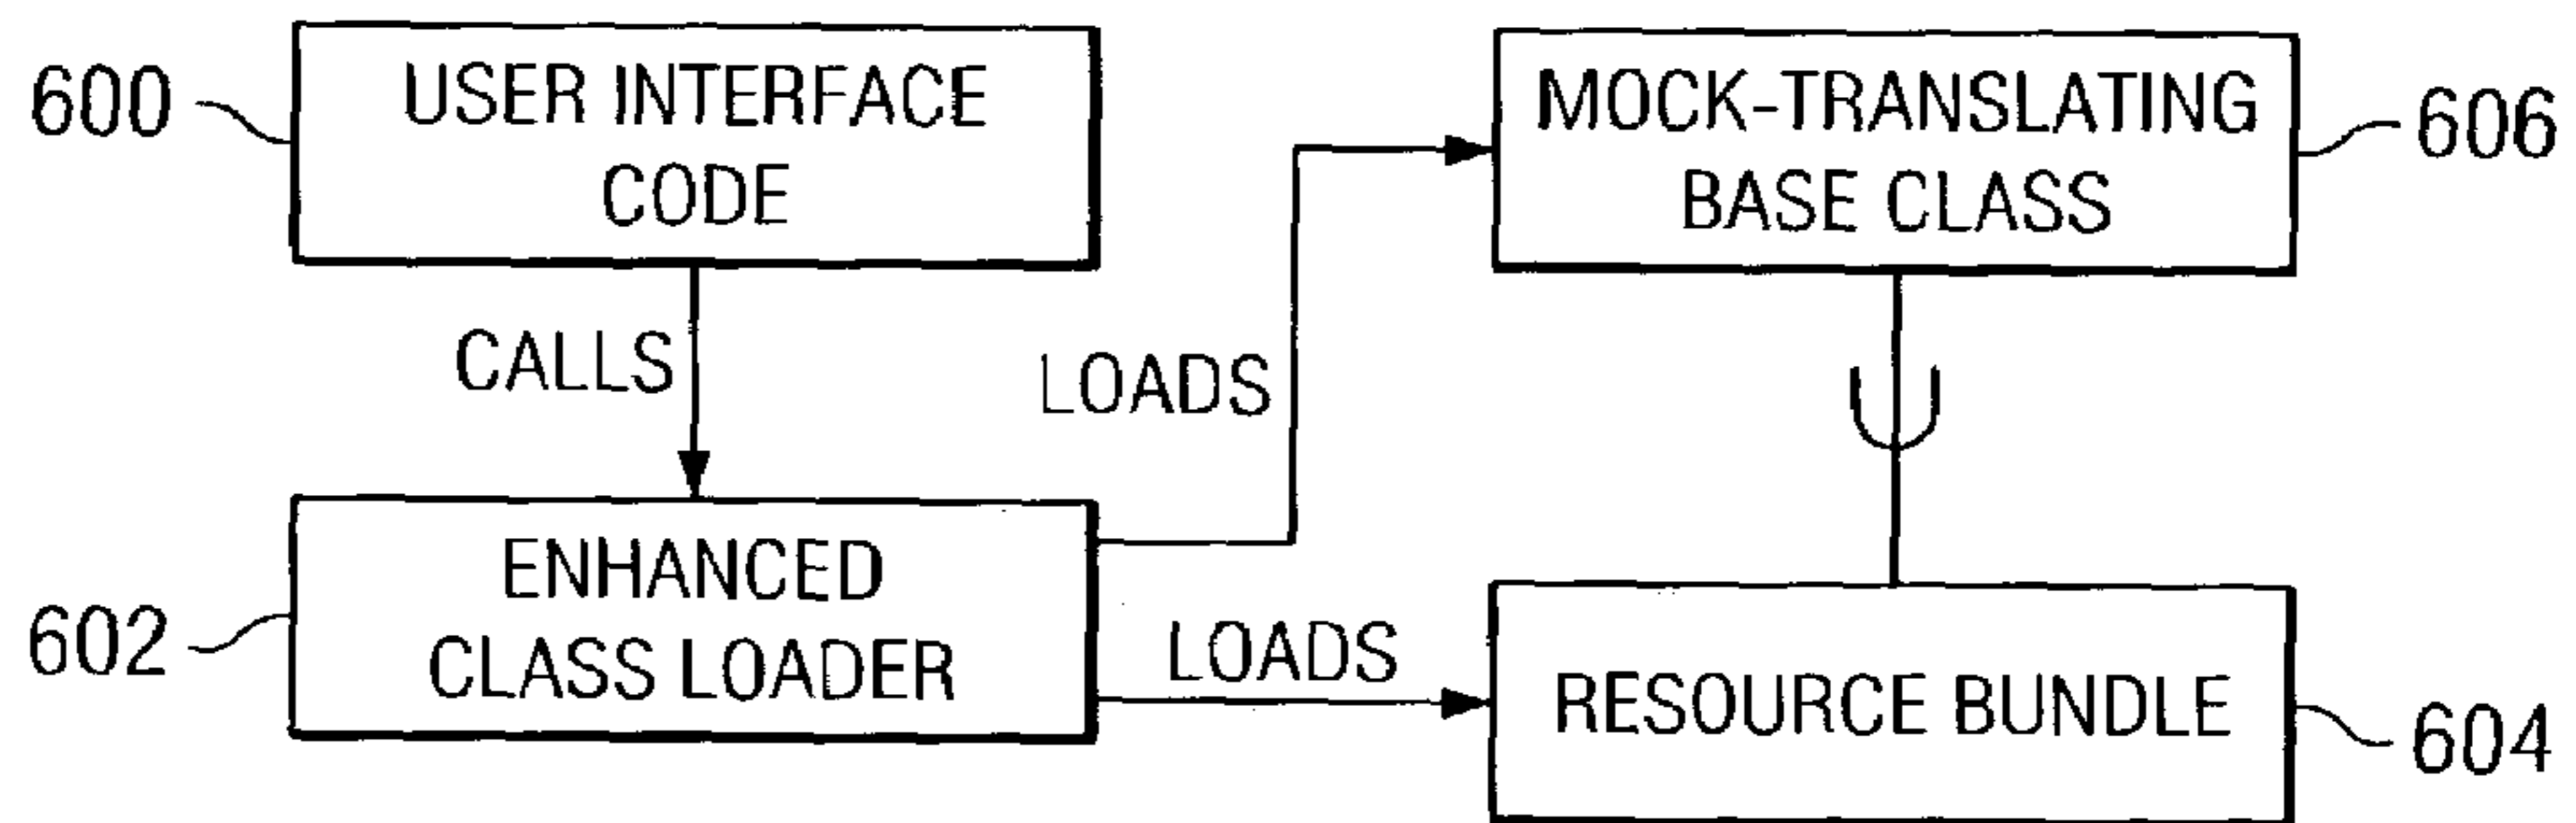 600
USER INTERFACE
CODE
MOCK-TRANSLATING
BASE CLASS
606
CALLS
LOADS
602
ENHANCED
CLASS LOADER
LOADS
RESOURCE BUNDLE
604